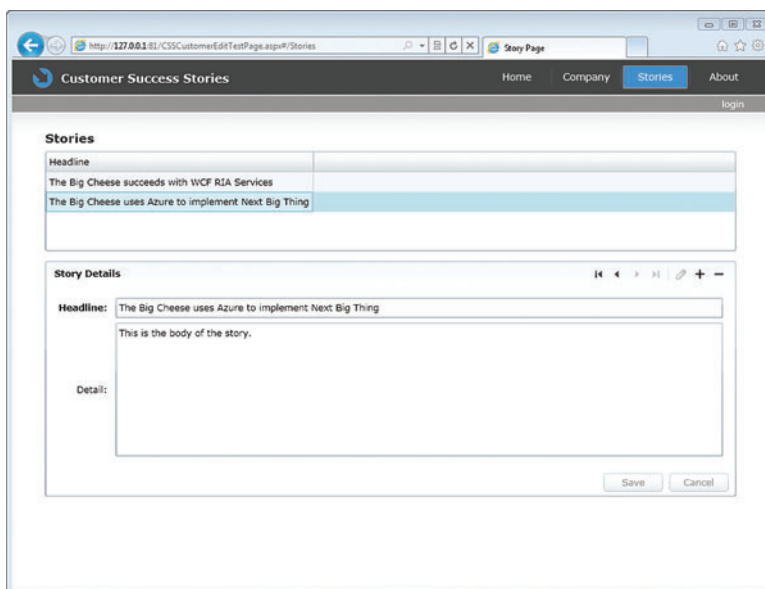 http://127.0.0.1:81/CSSCustomerEditTestPage.aspx#/Stories
Story Page
Customer Success Stories
Home
Company
Stories
About
login
Stories
Headline
The Big Cheese succeeds with WCF RIA Services
The Big Cheese uses Azure to implement Next Big Thing
Story Details
Headline: The Big Cheese uses Azure to implement Next Big Thing
This is the body of the story.
Detail:
Save
Cancel